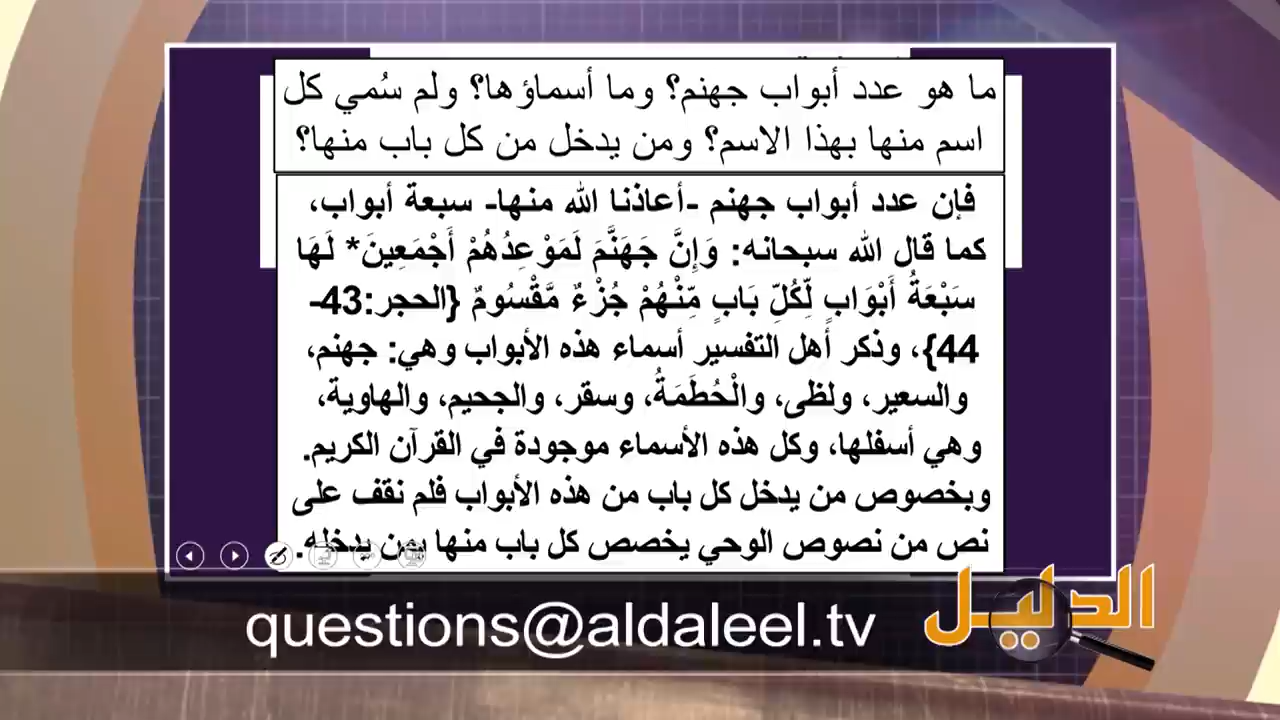 ما هو عدد أبواب جهنم؟ وما أسماؤها؟ ولم سُمي كل
اسم منها بهذا الاسم؟ ومن يدخل من كل باب منها؟
فإن عدد أبواب جهنم -أعاذنا الله منها- سبعة أبواب،
كما قال الله سبحانه: وَإِنَّ جَهَنَّمَ لَمَوْعِدُهُمْ أَجْمَعِينَ* لَهَا
سَبْعَةُ أَبْوَابٍ لِّكُلِّ بَابٍ مِّنْهُمْ جُزْءٌ مَّقْسُومٌ {الحجر:43-
44}، وذكر أهل التفسير أسماء هذه الأبواب وهي: جهنم،
والسعير، ولظى، والْحُطَمَةُ، وسقر، والجحيم، والهاوية،
وهي أسفلها، وكل هذه الأسماء موجودة في القرآن الكريم.
وبخصوص من يدخل كل باب من هذه الأبواب فلم نقف على
نص من نصوص الوحي يخصص كل باب منها بمن يدخله.
الدليل
questions@aldaleel.tv